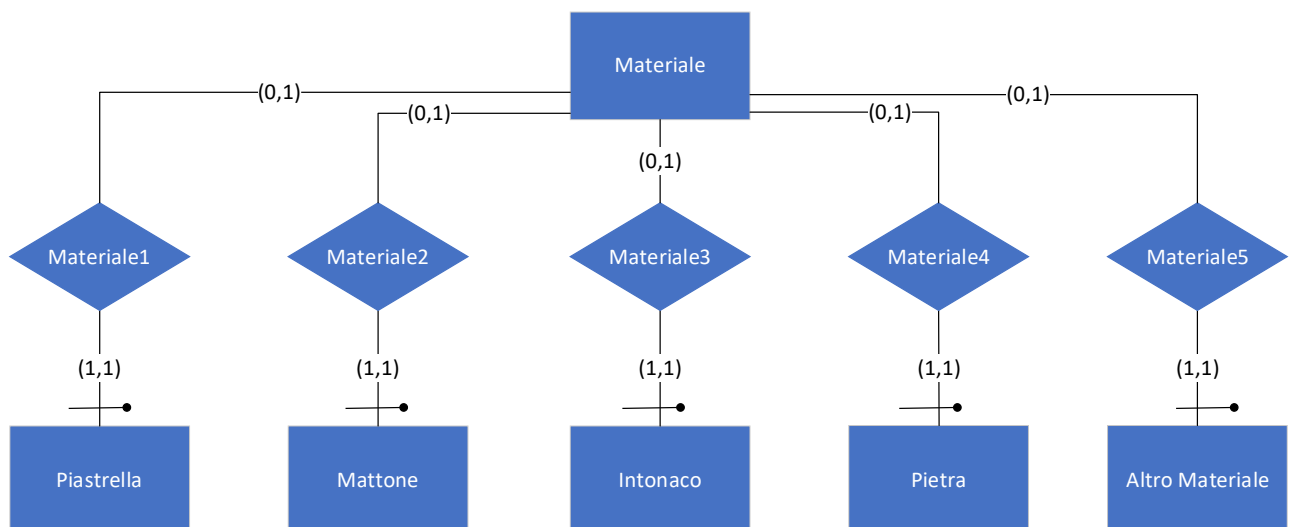 Materiale
(0,1) (0,1)
(0,1) (0,1)
(0,1)
Materiale1 Materiale2 Materiale3 Materiale4 Materiale5
(1,1) (1,1) (1,1) (1,1) (1,1)
Piastrella Mattone Intonaco Pietra Altro Materiale